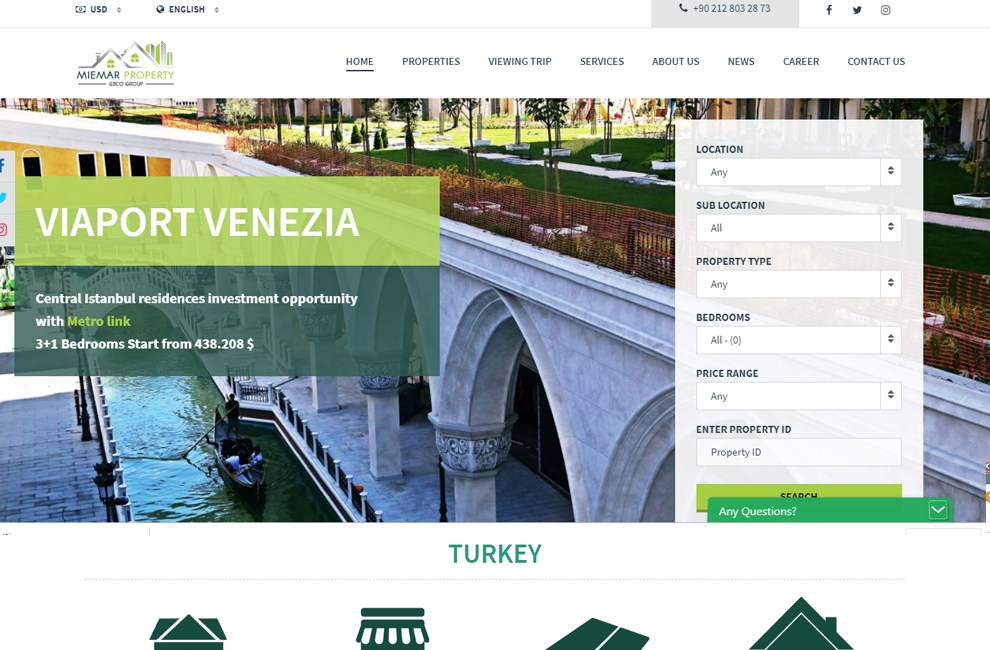 USD
ENGLISH
+90 212 803 28 73
MIEMAR PROPERTY
EBCO GROUP
HOME
PROPERTIES
VIEWING TRIP
SERVICES
ABOUT US
NEWS
CAREER
CONTACT US
VIAPORT VENEZIA
Central Istanbul residences investment opportunity
with Metro link
3+1 Bedrooms Start from 438.208 $
LOCATION
Any
SUB LOCATION
All
PROPERTY TYPE
Any
BEDROOMS
All - (0)
PRICE RANGE
Any
ENTER PROPERTY ID
Property ID
SEARCH
Any Questions?
TURKEY